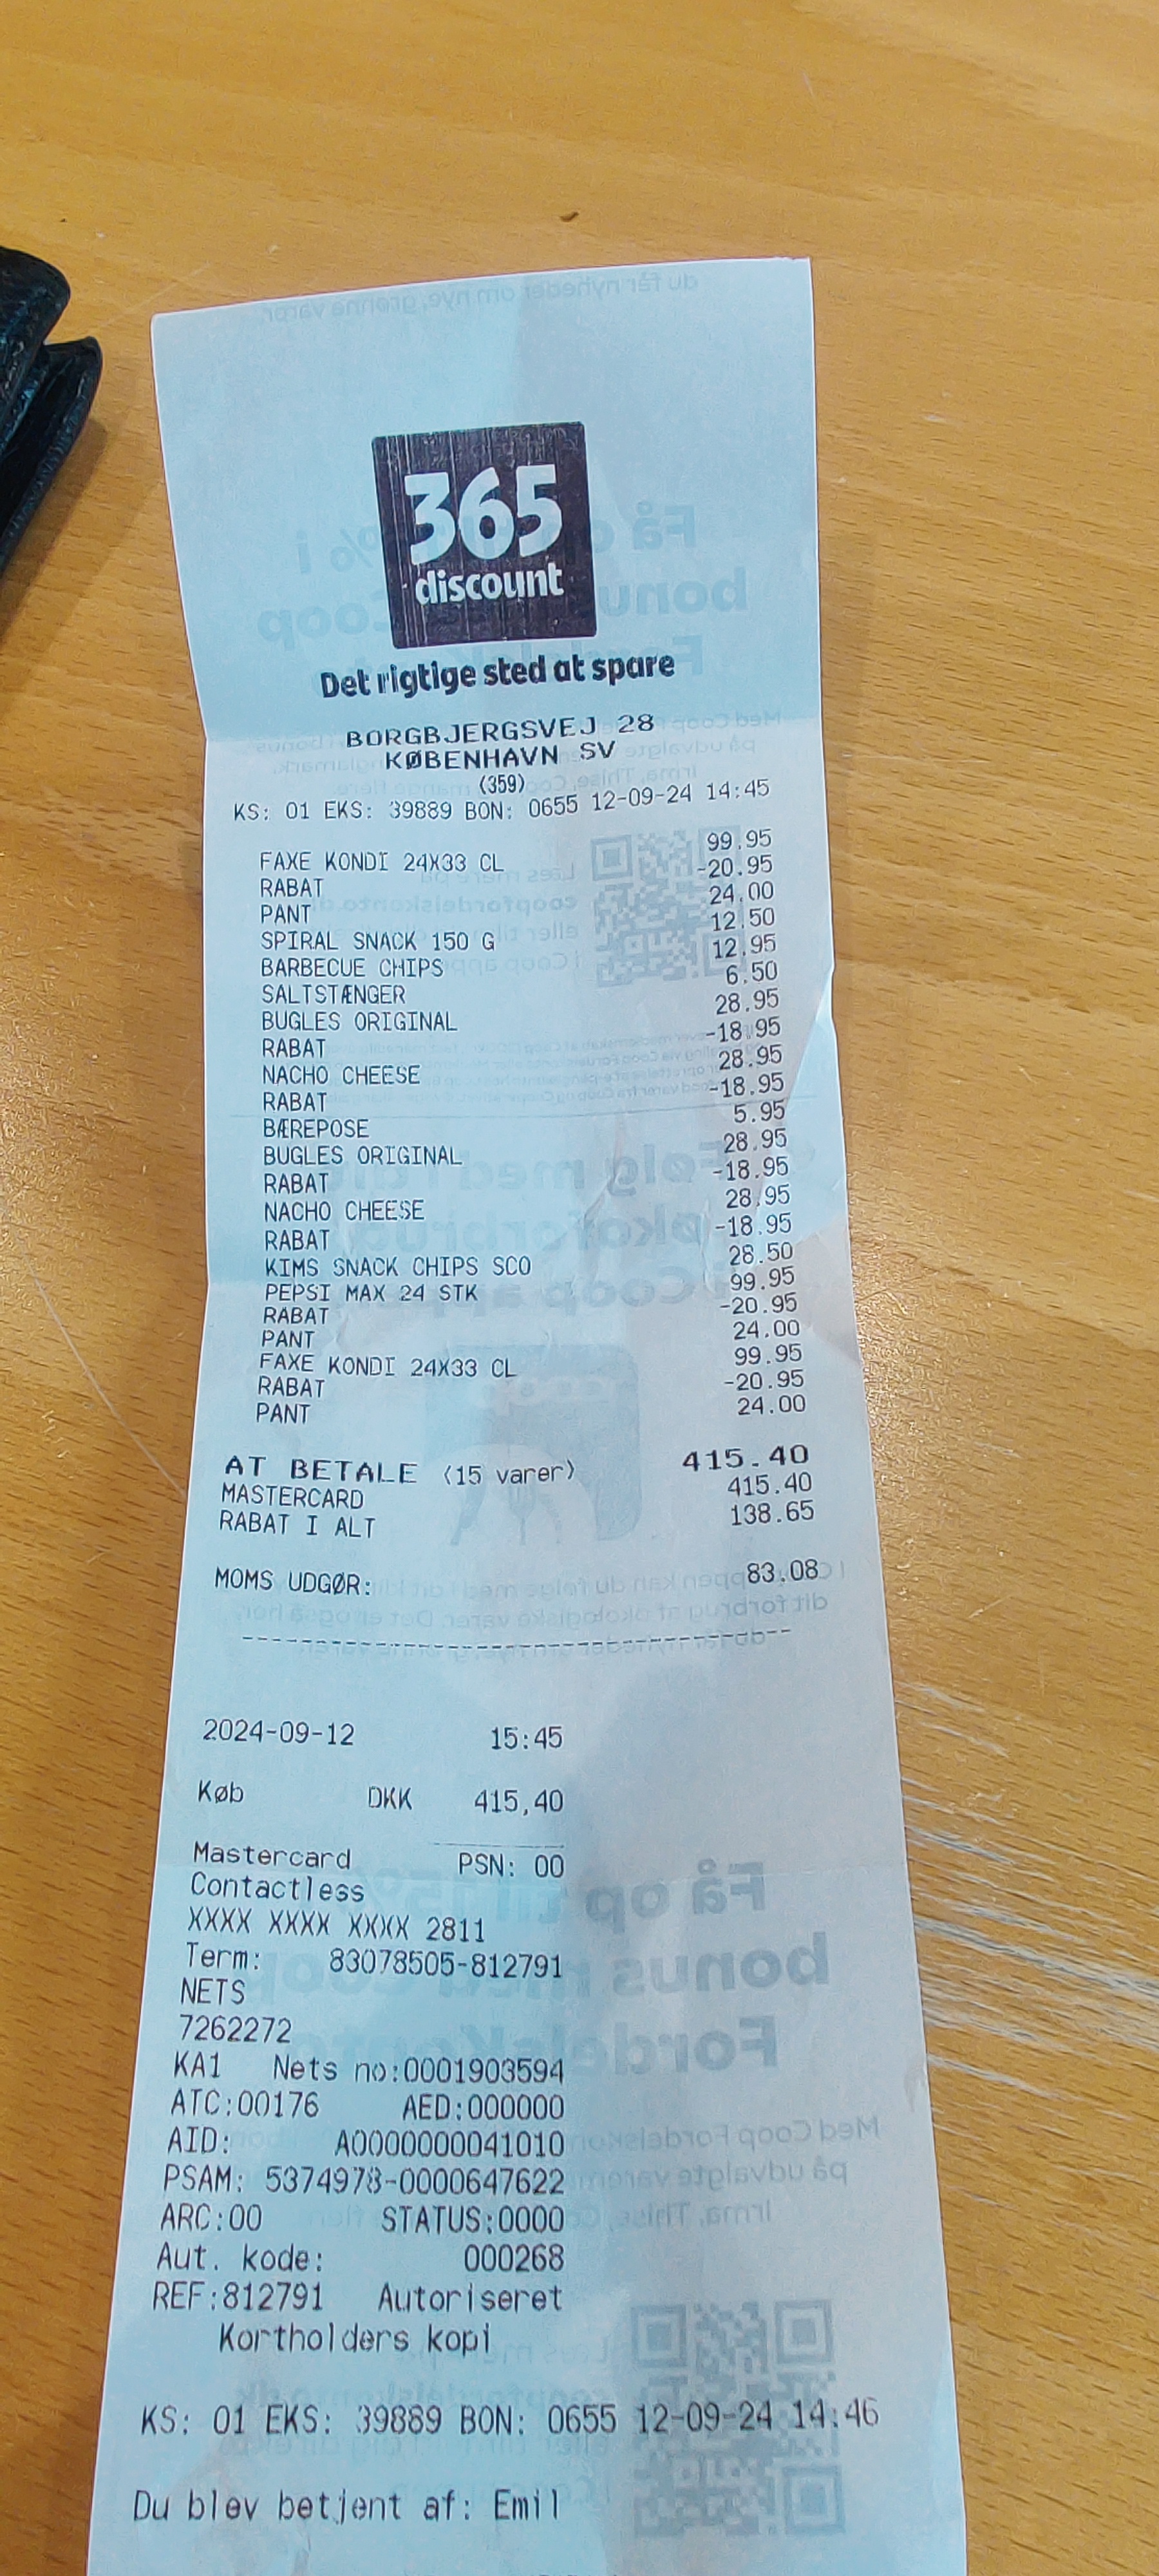 365
discount
Det rigtige sted at spare
BORGBJERGSVEJ 28
KØBENHAVN SV
(359)
KS: 01 EKS: 39889 BON: 0655 12-09-24 14:45
FAXE KONDI 24X33 CL 99.95
RABAT -20.95
PANT 24.00
SPIRAL SNACK 150 G 12.50
BARBECUE CHIPS 12.95
SALTSTÆNGER 6.50
BUGLES ORIGINAL 28.95
RABAT -18.95
NACHO CHEESE 28.95
RABAT -18.95
BÆREPOSE 5.95
BUGLES ORIGINAL 28.95
RABAT -18.95
NACHO CHEESE 28.95
RABAT -18.95
KIMS SNACK CHIPS SCO 28.50
PEPSI MAX 24 STK 99.95
RABAT -20.95
PANT 24.00
FAXE KONDI 24X33 CL 99.95
RABAT -20.95
PANT 24.00
AT BETALE (15 varer) 415.40
MASTERCARD 415.40
RABAT I ALT 138.65
MOMS UDGØR: 83.08
2024-09-12 15:45
Køb DKK 415,40
Mastercard PSN: 00
Contactless
XXXX XXXX XXXX 2811
Term: 83078505-812791
NETS
7262272
KA1 Nets no:0001903594
ATC:00176 AED:000000
AID: A0000000041010
PSAM: 5374978-0000647622
ARC:00 STATUS:0000
Aut. kode: 000268
REF:812791 Autoriseret
Kortholders kopi
KS: 01 EKS: 39889 BON: 0655 12-09-24 14:46
Du blev betjent af: Emil